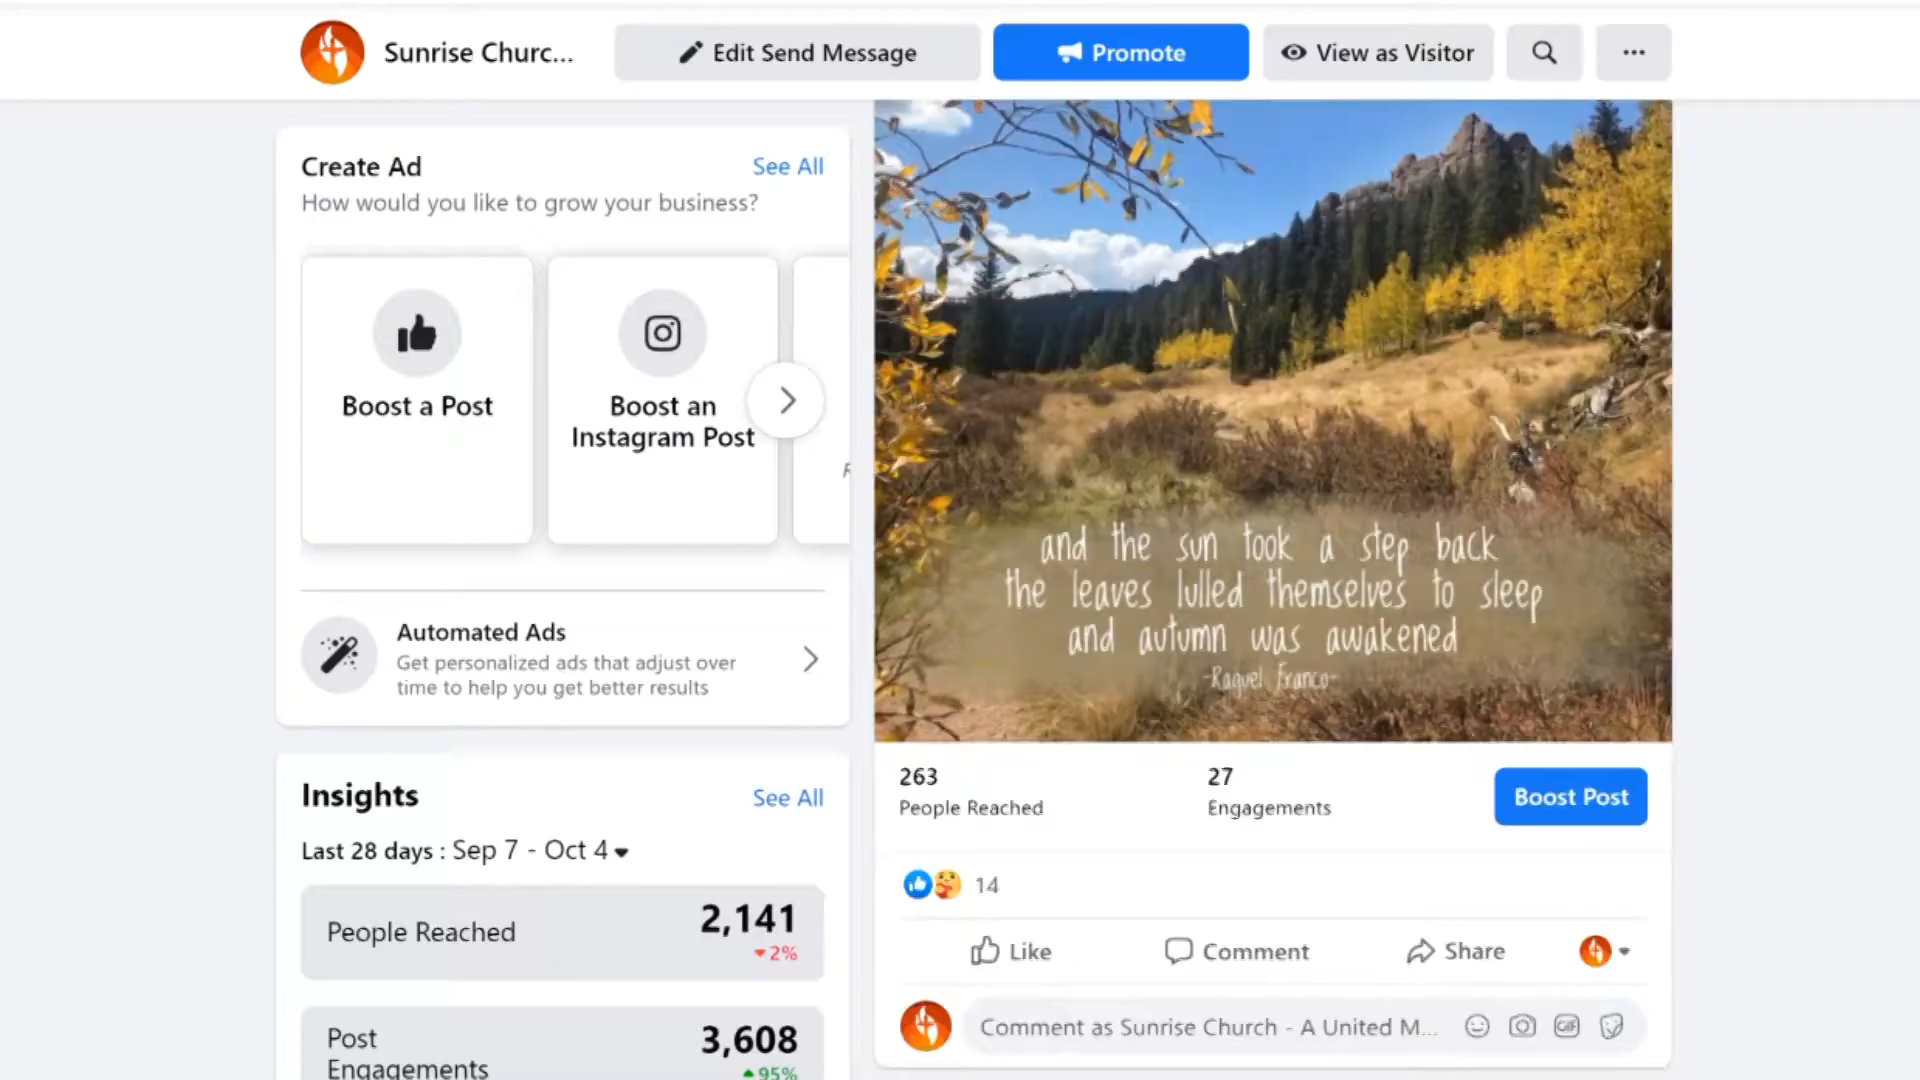 Sunrise Churc...
Edit Send Message
Promote
View as Visitor
Create Ad
See All
How would you like to grow your business?
Boost a Post
Boost an
Instagram Post
Automated Ads
Get personalized ads that adjust over
time to help you get better results
Insights
See All
Last 28 days : Sep 7 - Oct 4
People Reached
2,141
2%
Post
Engagements
3,608
95%
and the sun took a step back
the leaves lulled themselves to sleep
and autumn was awakened
-Raquel Franco-
263
People Reached
27
Engagements
Boost Post
14
Like
Comment
Share
Comment as Sunrise Church - A United M...
GIF